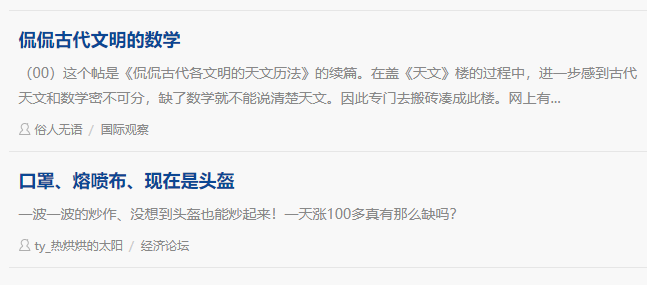 侃侃古代文明的数学
（00）这个帖是《侃侃古代各文明的天文历法》的续篇。在盖《天文》楼的过程中，进一步感到古代
天文和数学密不可分，缺了数学就不能说清楚天文。因此专门去搬砖凑成此楼。网上有...
俗人无语 / 国际观察
口罩、熔喷布、现在是头盔
一波一波的炒作、没想到头盔也能炒起来！一天涨100多真有那么缺吗？
ty_热烘烘的太阳 / 经济论坛